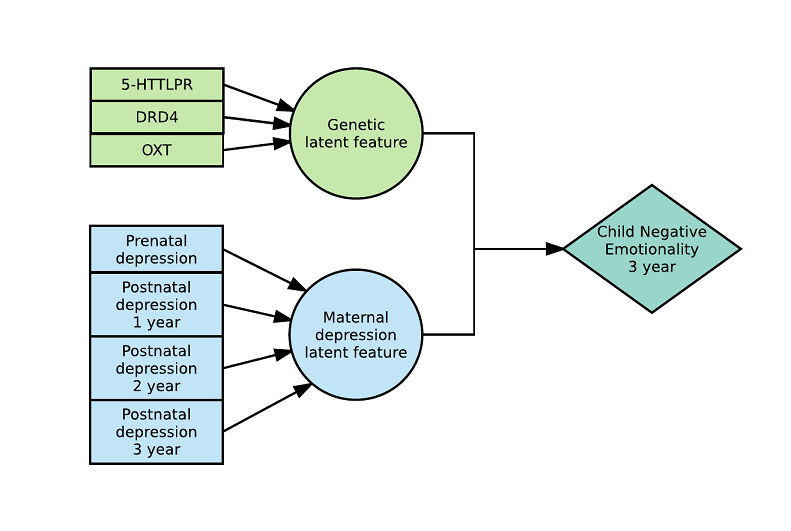 5-HTTLPR
DRD4
OXT
Genetic
latent feature
Prenatal
depression
Postnatal
depression
1 year
Postnatal
depression
2 year
Postnatal
depression
3 year
Maternal
depression
latent feature
Child Negative
Emotionality
3 year